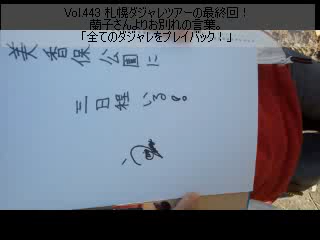 Vol.443 札幌ダジャレツアーの最終回！
蘭子さんよりお別れの言葉。
「全てのダジャレをプレイバック！」……
美香保公園に
三日程いる。